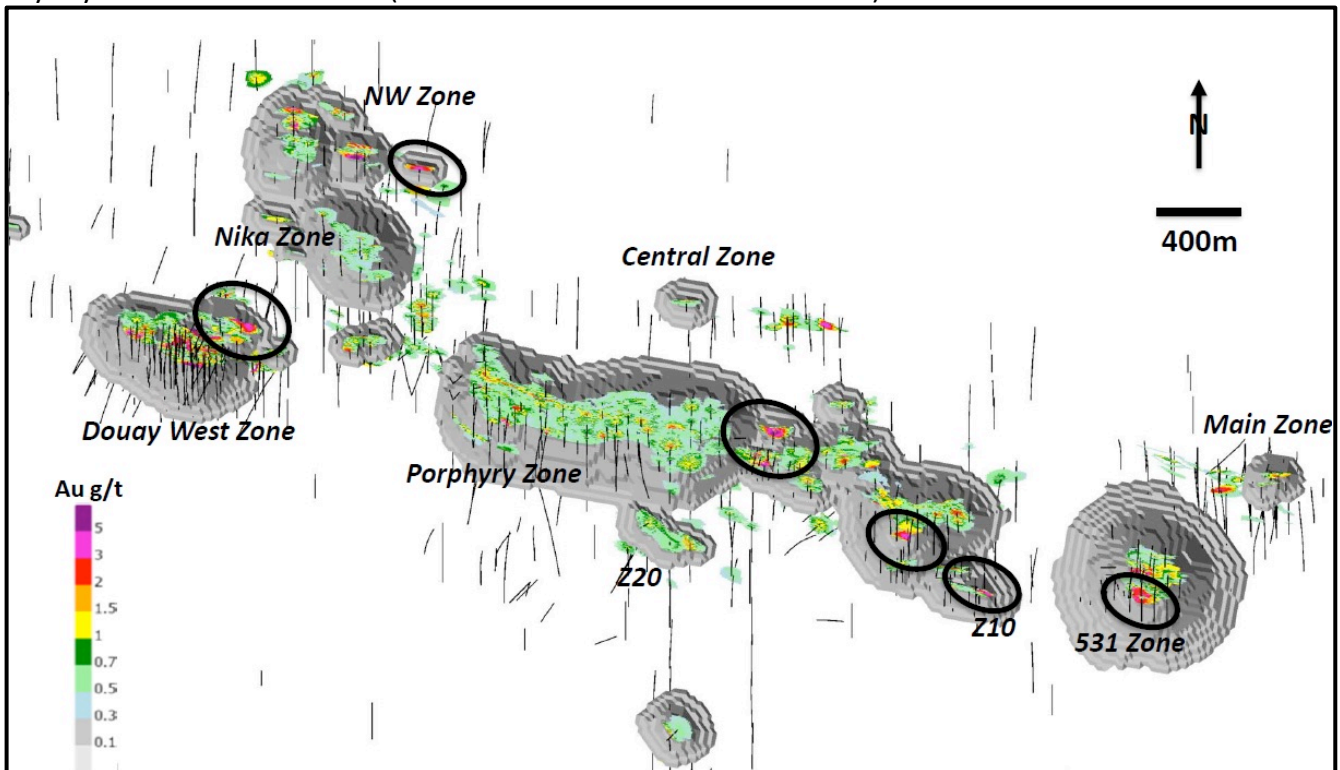 NW Zone
N
400m
Nika Zone
Central Zone
Douay West Zone
Porphyry Zone
Main Zone
Z20
Z10
531 Zone
Au g/t
5
3
2
1.5
1
0.7
0.5
0.3
0.1